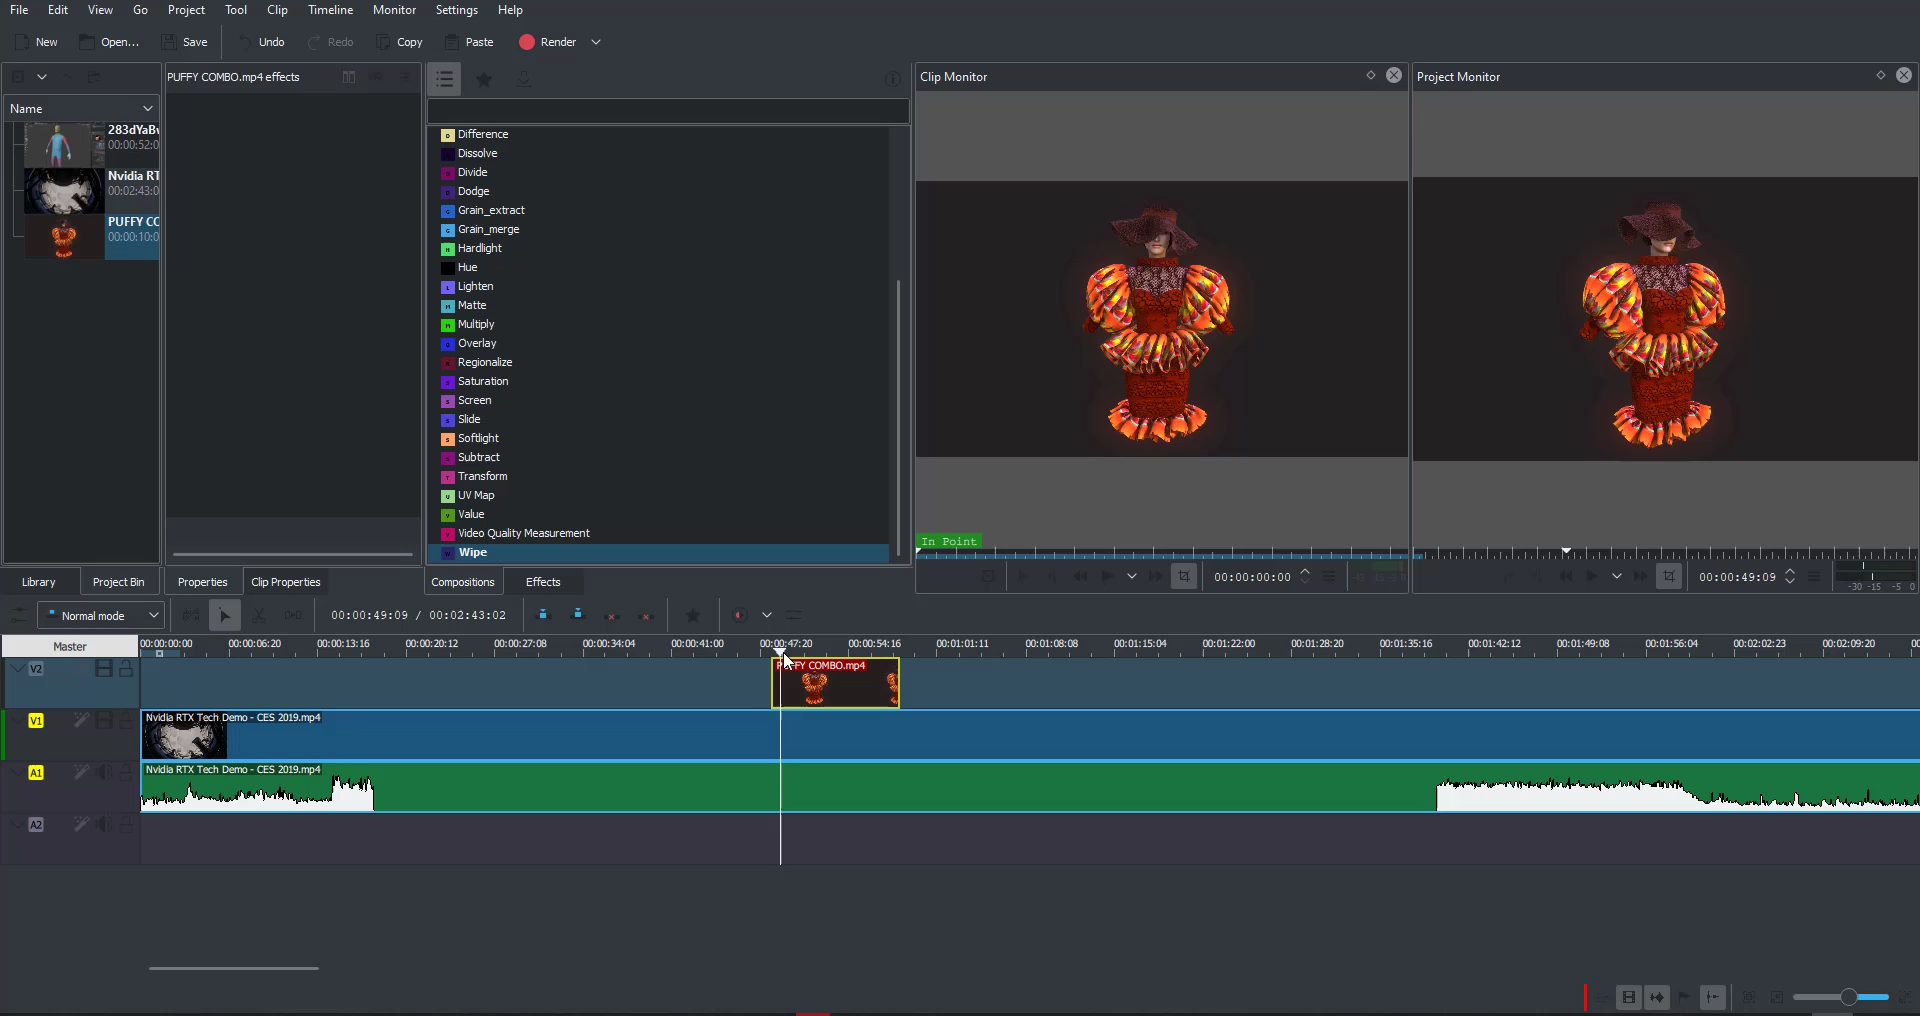 File Edit View Go Project Tool Clip Timeline Monitor Settings Help
New Open... Save Undo Redo Copy Paste Render
PUFFY COMBO.mp4 effects
Clip Monitor
Project Monitor
Name
283dYaBv
00:00:52:0
Nvidia RT
00:02:43:0
PUFFY CO
00:00:10:0
Difference
Dissolve
Divide
Dodge
Grain_extract
Grain_merge
Hardlight
Hue
Lighten
Matte
Multiply
Overlay
Regionalize
Saturation
Screen
Slide
Softlight
Subtract
Transform
UV Map
Value
Video Quality Measurement
Wipe
In Point
Library Project Bin Properties Clip Properties Compositions Effects
00:00:00:00
00:00:49:09
-30 -15 -5 0
Normal mode 00:00:49:09 / 00:02:43:02
Master 00:00:00:00 00:00:06:20 00:00:13:16 00:00:20:12 00:00:27:08 00:00:34:04 00:00:41:00 00:00:47:20 00:00:54:16 00:01:01:11 00:01:08:08 00:01:15:04 00:01:22:00 00:01:28:20 00:01:35:16 00:01:42:12 00:01:49:08 00:01:56:04 00:02:02:23 00:02:09:20
V2 PUFFY COMBO.mp4
V1 Nvidia RTX Tech Demo - CES 2019.mp4
A1 Nvidia RTX Tech Demo - CES 2019.mp4
A2